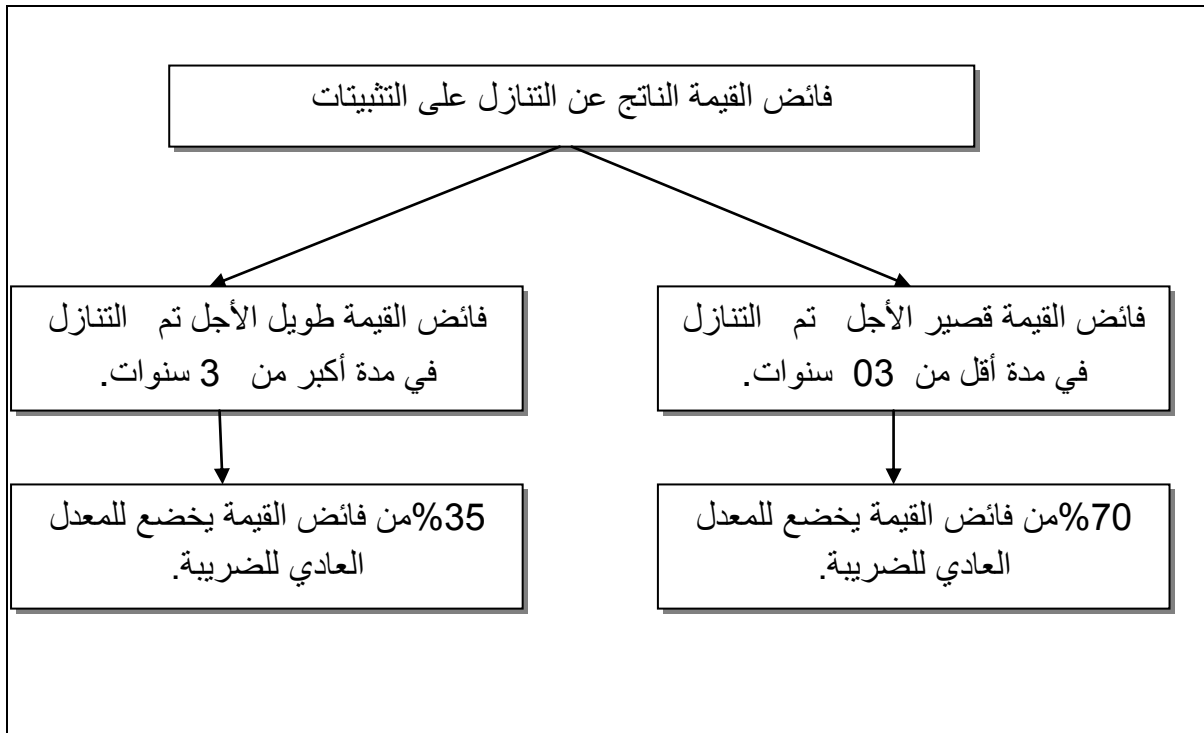 فائض القيمة الناتج عن التنازل على التثبيتات
فائض القيمة قصير الأجل تم التنازل
في مدة أقل من 03 سنوات.
فائض القيمة طويل الأجل تم التنازل
في مدة أكبر من 3 سنوات.
70%من فائض القيمة يخضع للمعدل
العادي للضريبة.
35%من فائض القيمة يخضع للمعدل
العادي للضريبة.